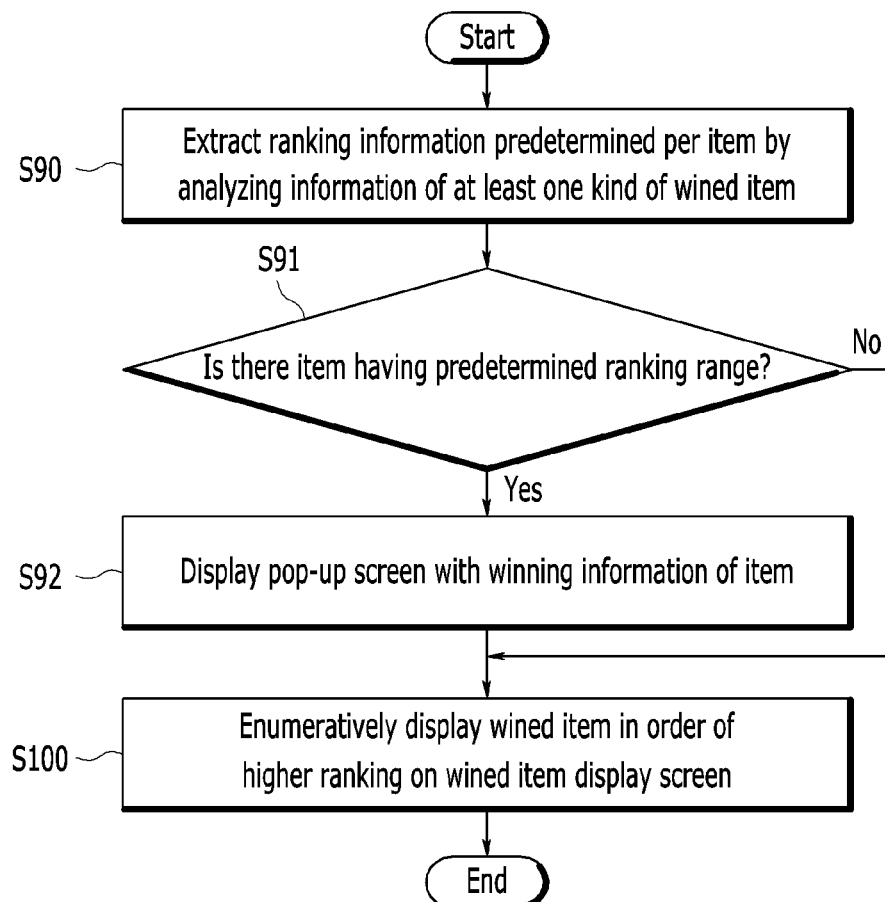 Start
S90
Extract ranking information predetermined per item by
analyzing information of at least one kind of wined item
S91
Is there item having predetermined ranking range?
No
Yes
S92
Display pop-up screen with winning information of item
S100
Enumeratively display wined item in order of
higher ranking on wined item display screen
End